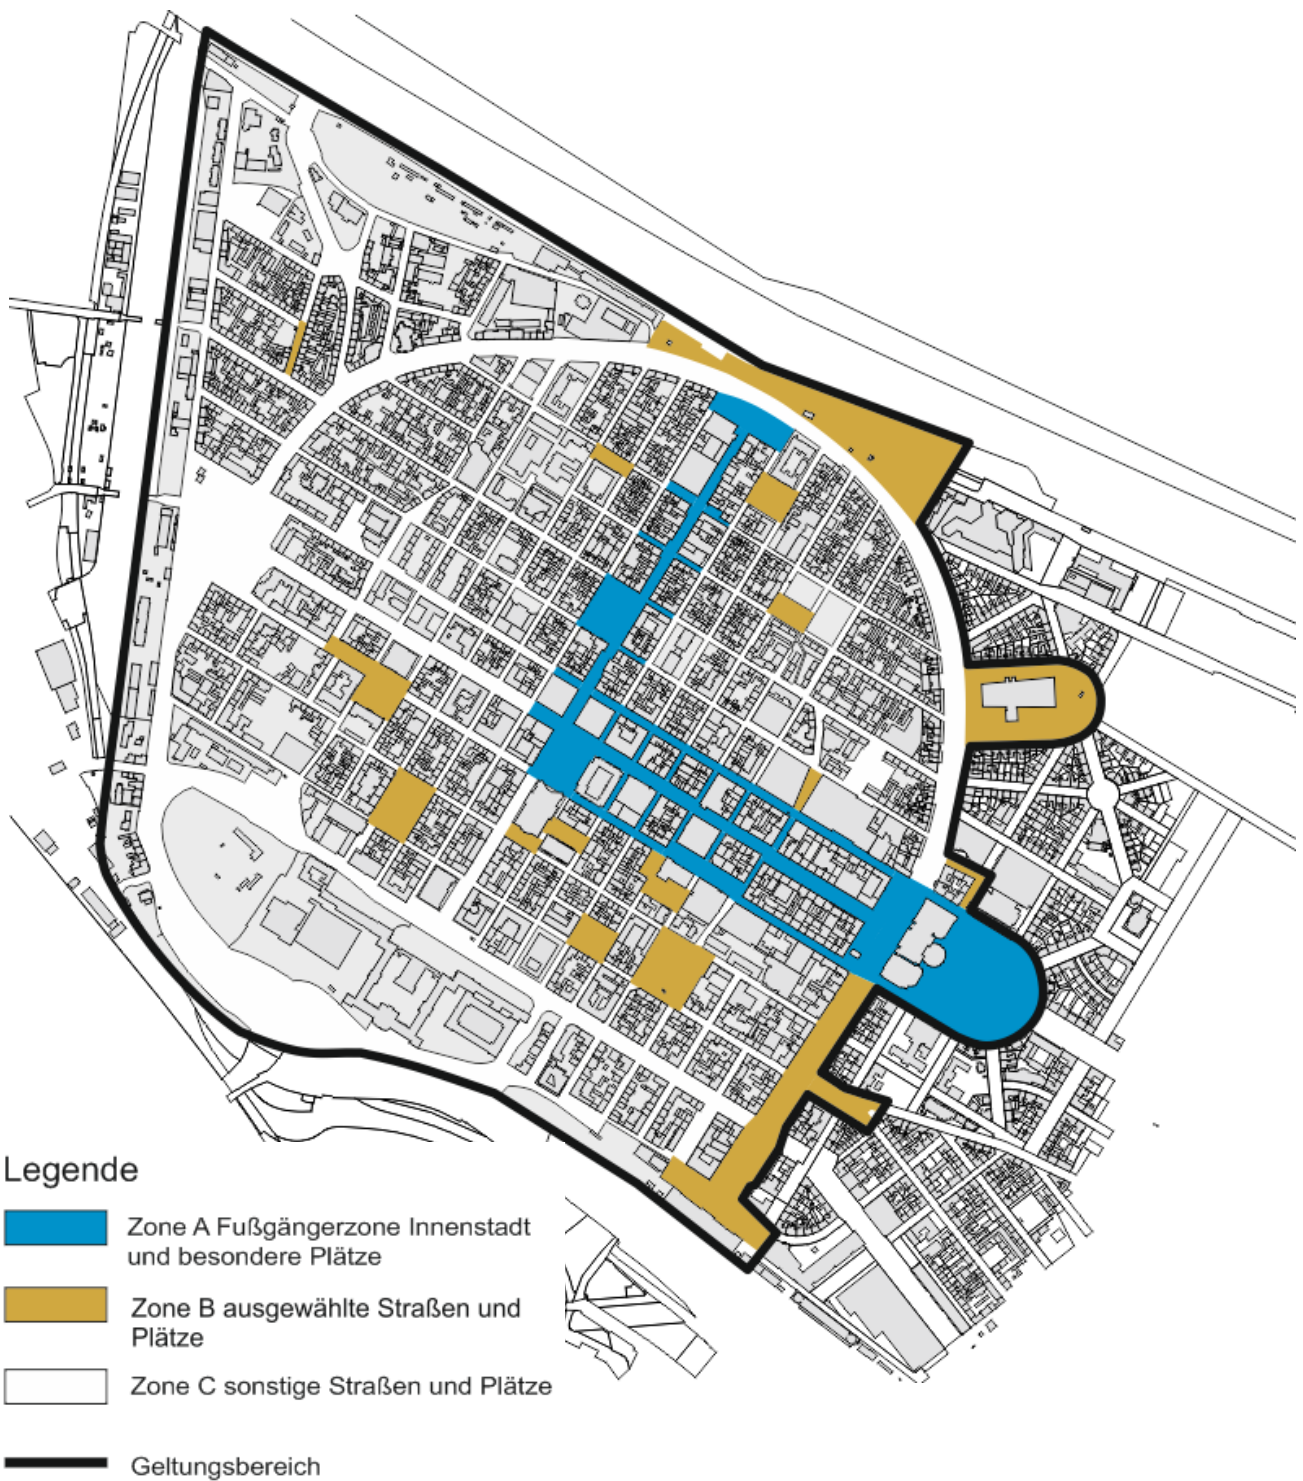 Legende
Zone A Fußgängerzone Innenstadt
und besondere Plätze
Zone B ausgewählte Straßen und
Plätze
Zone C sonstige Straßen und Plätze
Geltungsbereich